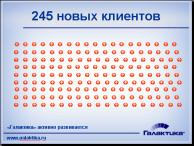 245 новых клиентов
«Галактика» активно развивается
Галактика
www.galaktika.ru